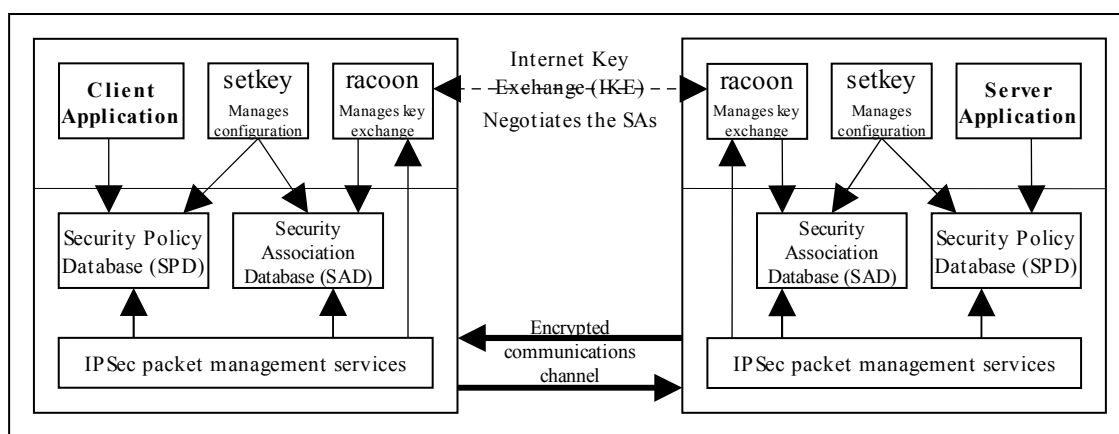 Client
Application
setkey
Manages
configuration
racoon
Manages key
exchange
Internet Key
Exchange (IKE)
Negotiates the SAs
racoon
Manages key
exchange
setkey
Manages
configuration
Server
Application
Security Policy
Database (SPD)
Security
Association
Database (SAD)
Security
Association
Database (SAD)
Security Policy
Database (SPD)
IPSec packet management services
Encrypted
communications
channel
IPSec packet management services